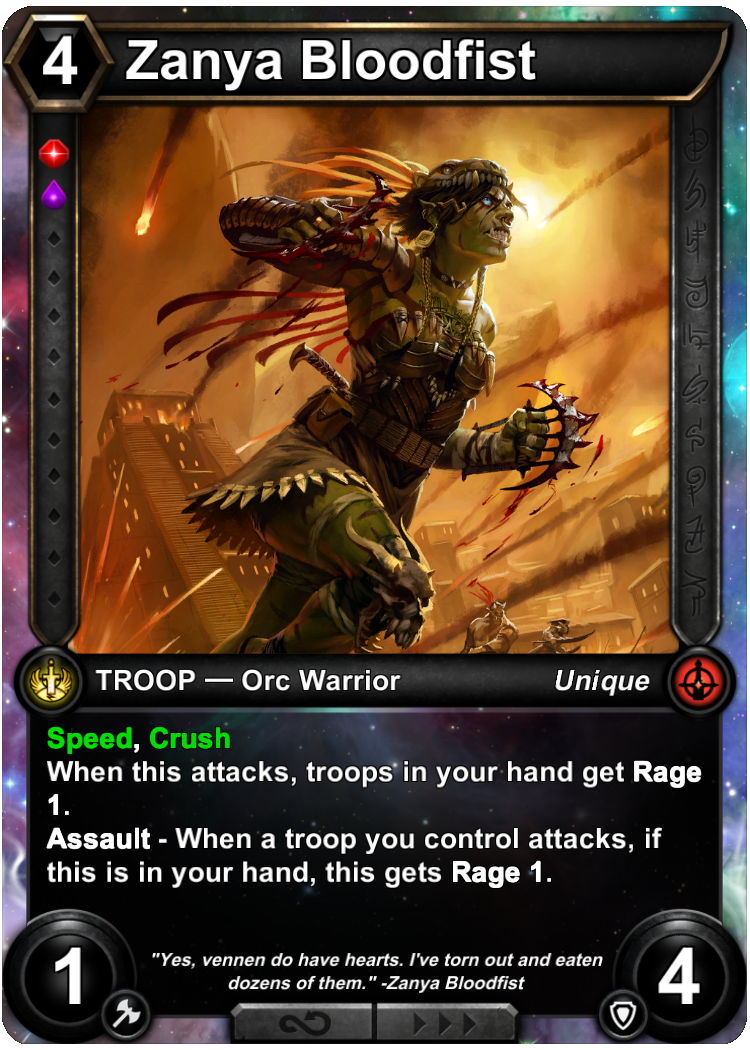 4 Zanya Bloodfist
TROOP — Orc Warrior Unique
Speed, Crush
When this attacks, troops in your hand get Rage
1.
Assault - When a troop you control attacks, if
this is in your hand, this gets Rage 1.
"Yes, vennen do have hearts. I've torn out and eaten
dozens of them." -Zanya Bloodfist
1 4